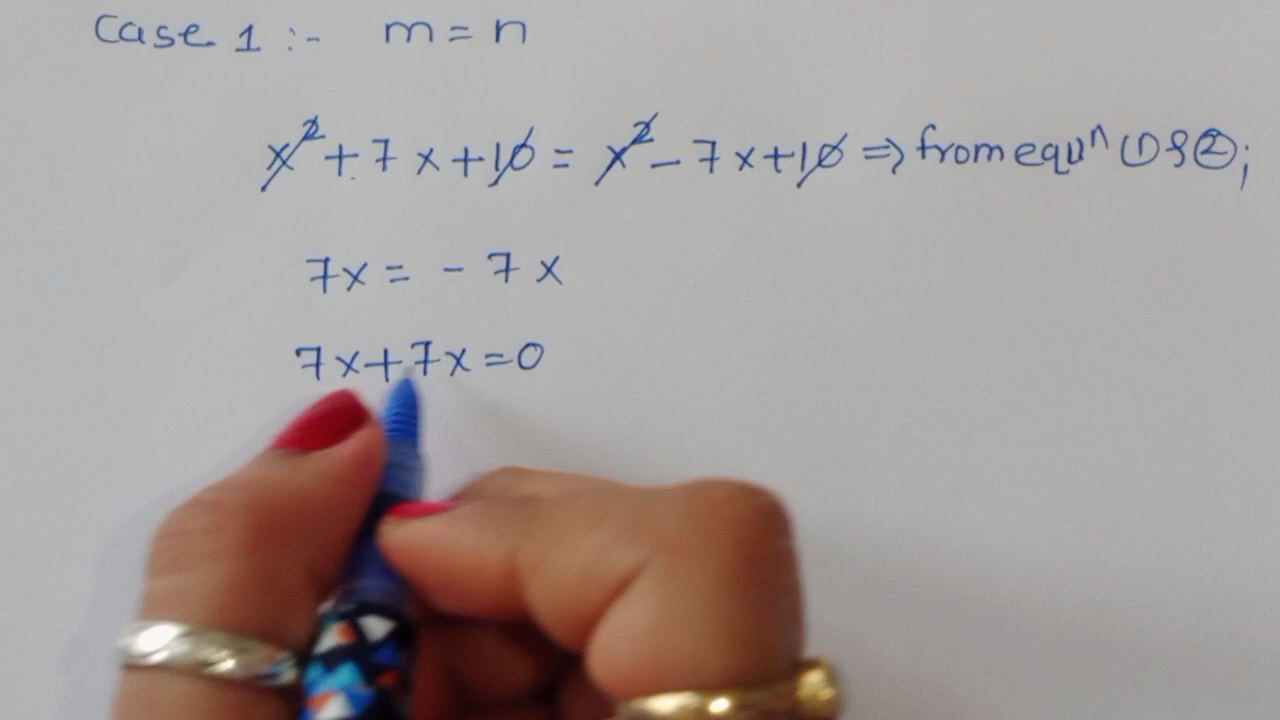 Case 1 :- m = n
x² + 7x + 10 = x² - 7x + 10 ⇒ from equⁿ ① & ②;
7x = - 7x
7x + 7x = 0